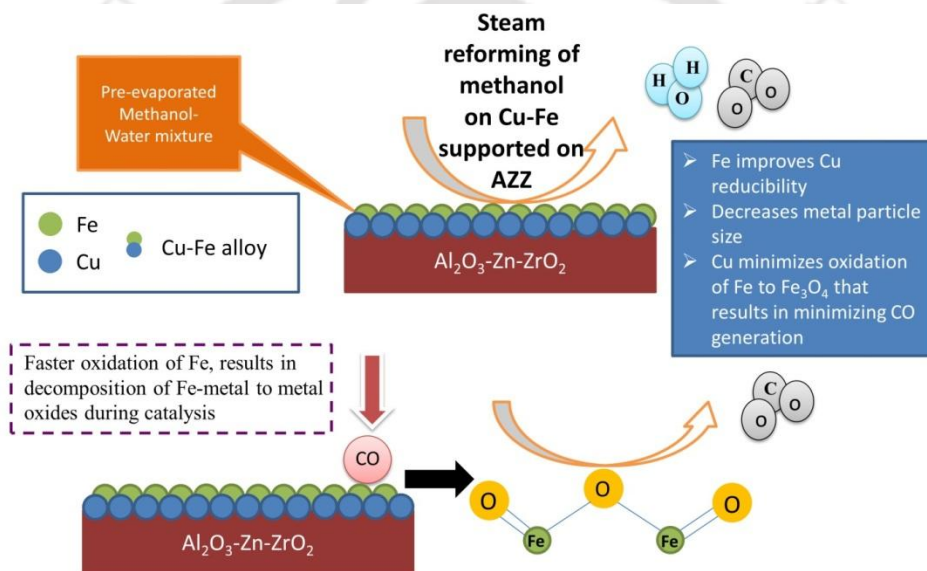 Steam
reforming of
methanol
on Cu-Fe
supported on
AZZ
Pre-evaporated
Methanol-
Water mixture
H
H
O
C
O
O
Fe
Cu
Cu-Fe alloy
Al₂O₃-Zn-ZrO₂
➢ Fe improves Cu
reducibility
➢ Decreases metal particle
size
➢ Cu minimizes oxidation
of Fe to Fe₃O₄ that
results in minimizing CO
generation
Faster oxidation of Fe, results in
decomposition of Fe-metal to metal
oxides during catalysis
CO
Al₂O₃-Zn-ZrO₂
C
O
O
O
O
O
Fe
Fe